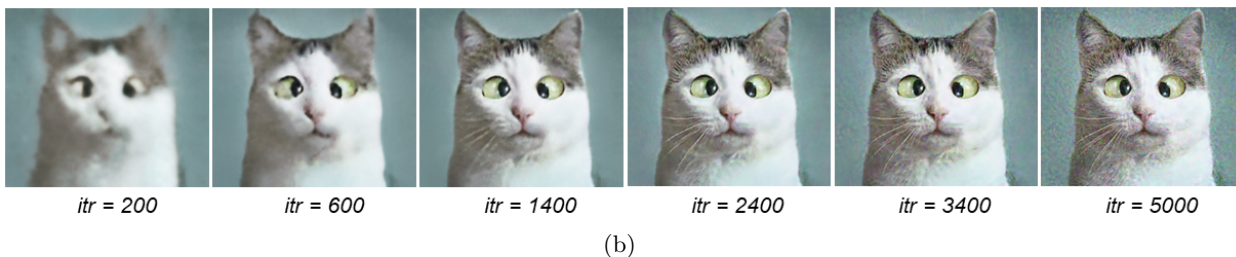 itr = 200 itr = 600 itr = 1400 itr = 2400 itr = 3400 itr = 5000
(b)